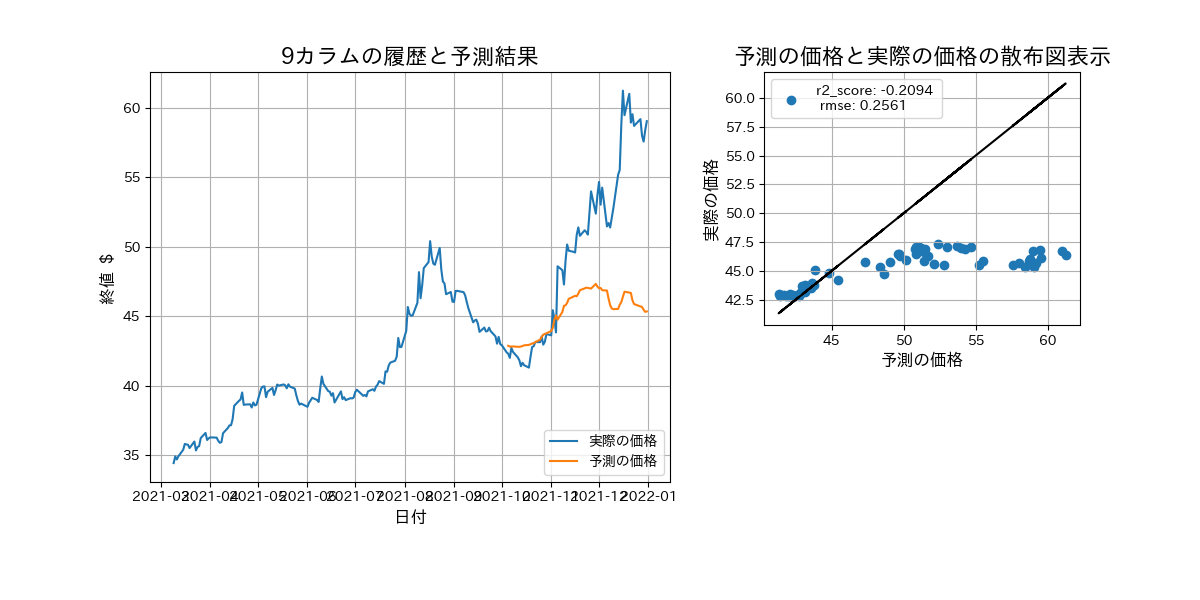 9カラムの履歴と予測結果
終値 $
60
55
50
45
40
35
実際の価格
予測の価格
2021-03 2021-04 2021-05 2021-06 2021-07 2021-08 2021-09 2021-10 2021-11 2021-12 2022-01
日付
予測の価格と実際の価格の散布図表示
r2_score: -0.2094
rmse: 0.2561
実際の価格
60.0
57.5
55.0
52.5
50.0
47.5
45.0
42.5
45 50 55 60
予測の価格